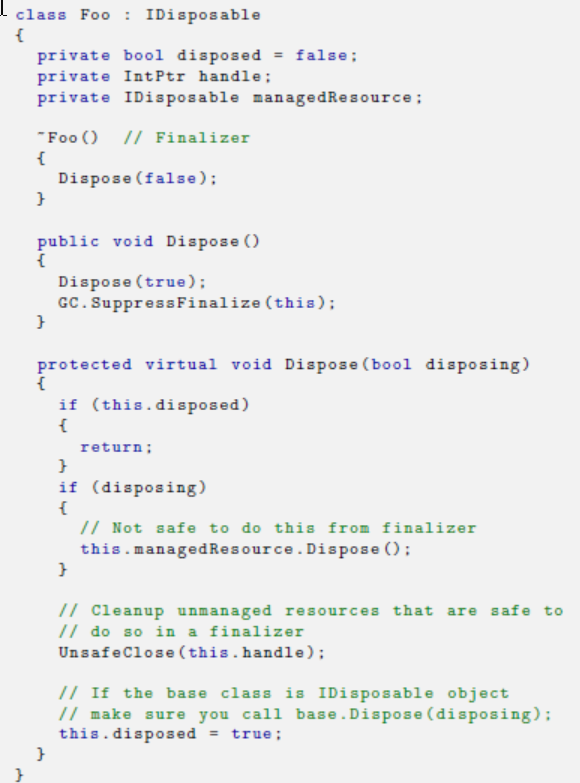 class Foo : IDisposable
{
private bool disposed = false;
private IntPtr handle;
private IDisposable managedResource;
~Foo() // Finalizer
{
Dispose(false);
}
public void Dispose()
{
Dispose(true);
GC.SuppressFinalize(this);
}
protected virtual void Dispose(bool disposing)
{
if (this.disposed)
{
return;
}
if (disposing)
{
// Not safe to do this from finalizer
this.managedResource.Dispose();
}
// Cleanup unmanaged resources that are safe to
// do so in a finalizer
UnsafeClose(this.handle);
// If the base class is IDisposable object
// make sure you call base.Dispose(disposing);
this.disposed = true;
}
}